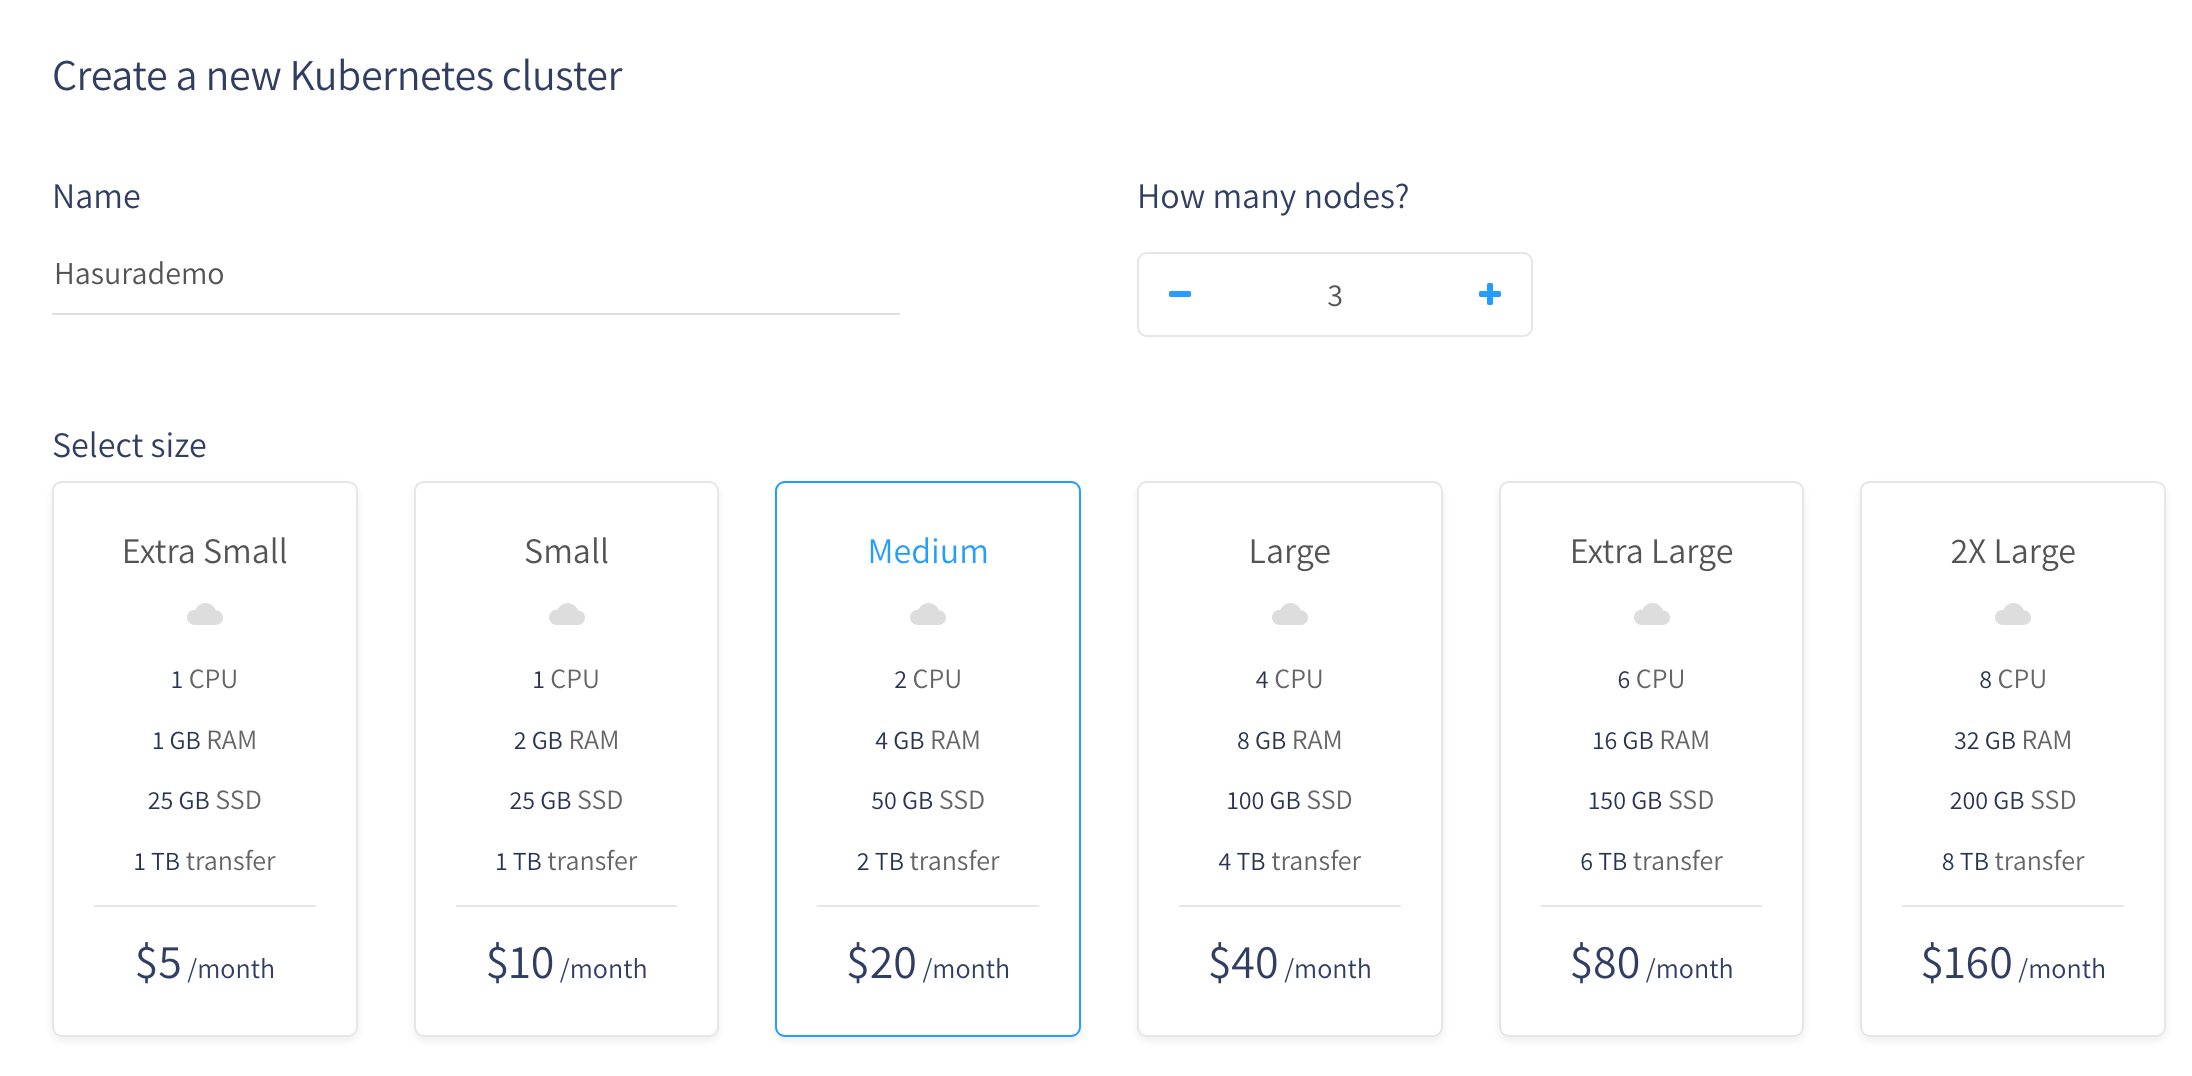 Create a new Kubernetes cluster
Name
Hasurademo
How many nodes?
3
Select size
Extra Small
1 CPU
1 GB RAM
25 GB SSD
1 TB transfer
$5 /month
Small
1 CPU
2 GB RAM
25 GB SSD
1 TB transfer
$10 /month
Medium
2 CPU
4 GB RAM
50 GB SSD
2 TB transfer
$20 /month
Large
4 CPU
8 GB RAM
100 GB SSD
4 TB transfer
$40 /month
Extra Large
6 CPU
16 GB RAM
150 GB SSD
6 TB transfer
$80 /month
2X Large
8 CPU
32 GB RAM
200 GB SSD
8 TB transfer
$160 /month